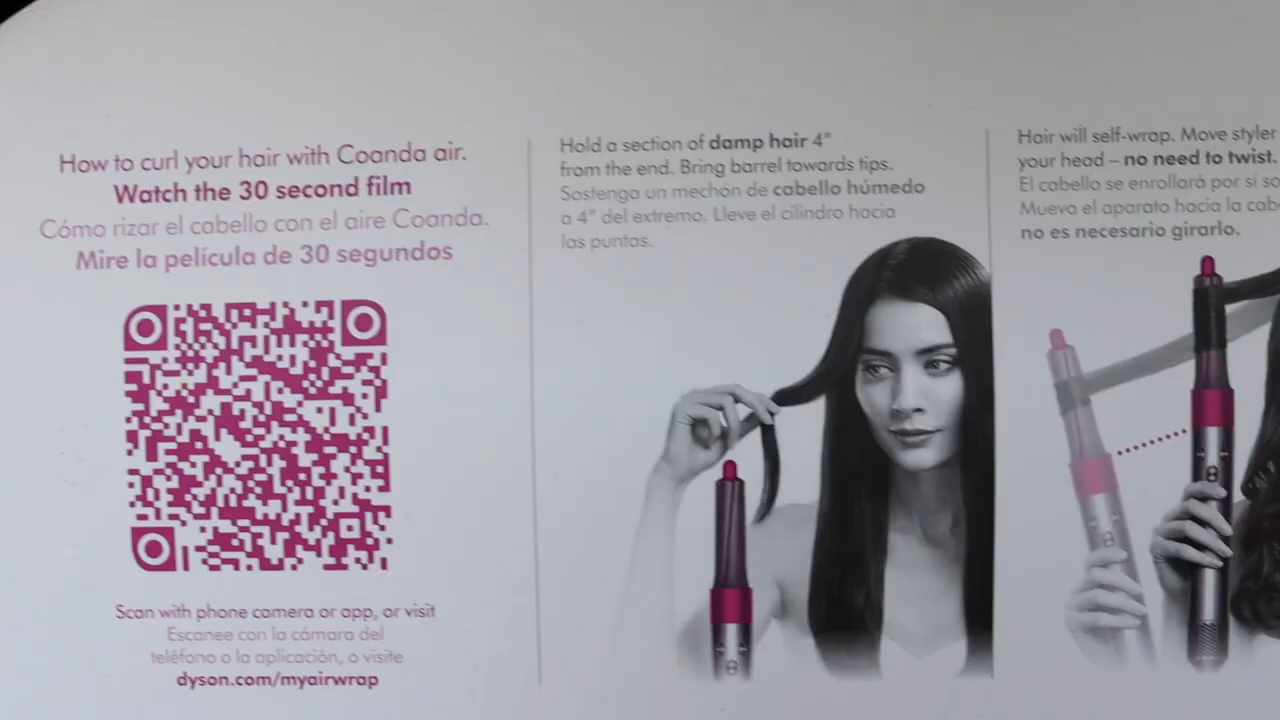 How to curl your hair with Coanda air.
Watch the 30 second film
Cómo rizar el cabello con el aire Coanda.
Mire la película de 30 segundos
Scan with phone camera or app, or visit
Escanee con la cámara del
teléfono o la aplicación, o visite
dyson.com/myairwrap
Hold a section of damp hair 4"
from the end. Bring barrel towards tips.
Sostenga un mechón de cabello húmedo
a 4" del extremo. Lleve el cilindro hacia
las puntas.
Hair will self-wrap. Move styler
your head – no need to twist.
El cabello se enrollará por sí
Mueva el aparato hacia la
no es necesario girarlo.